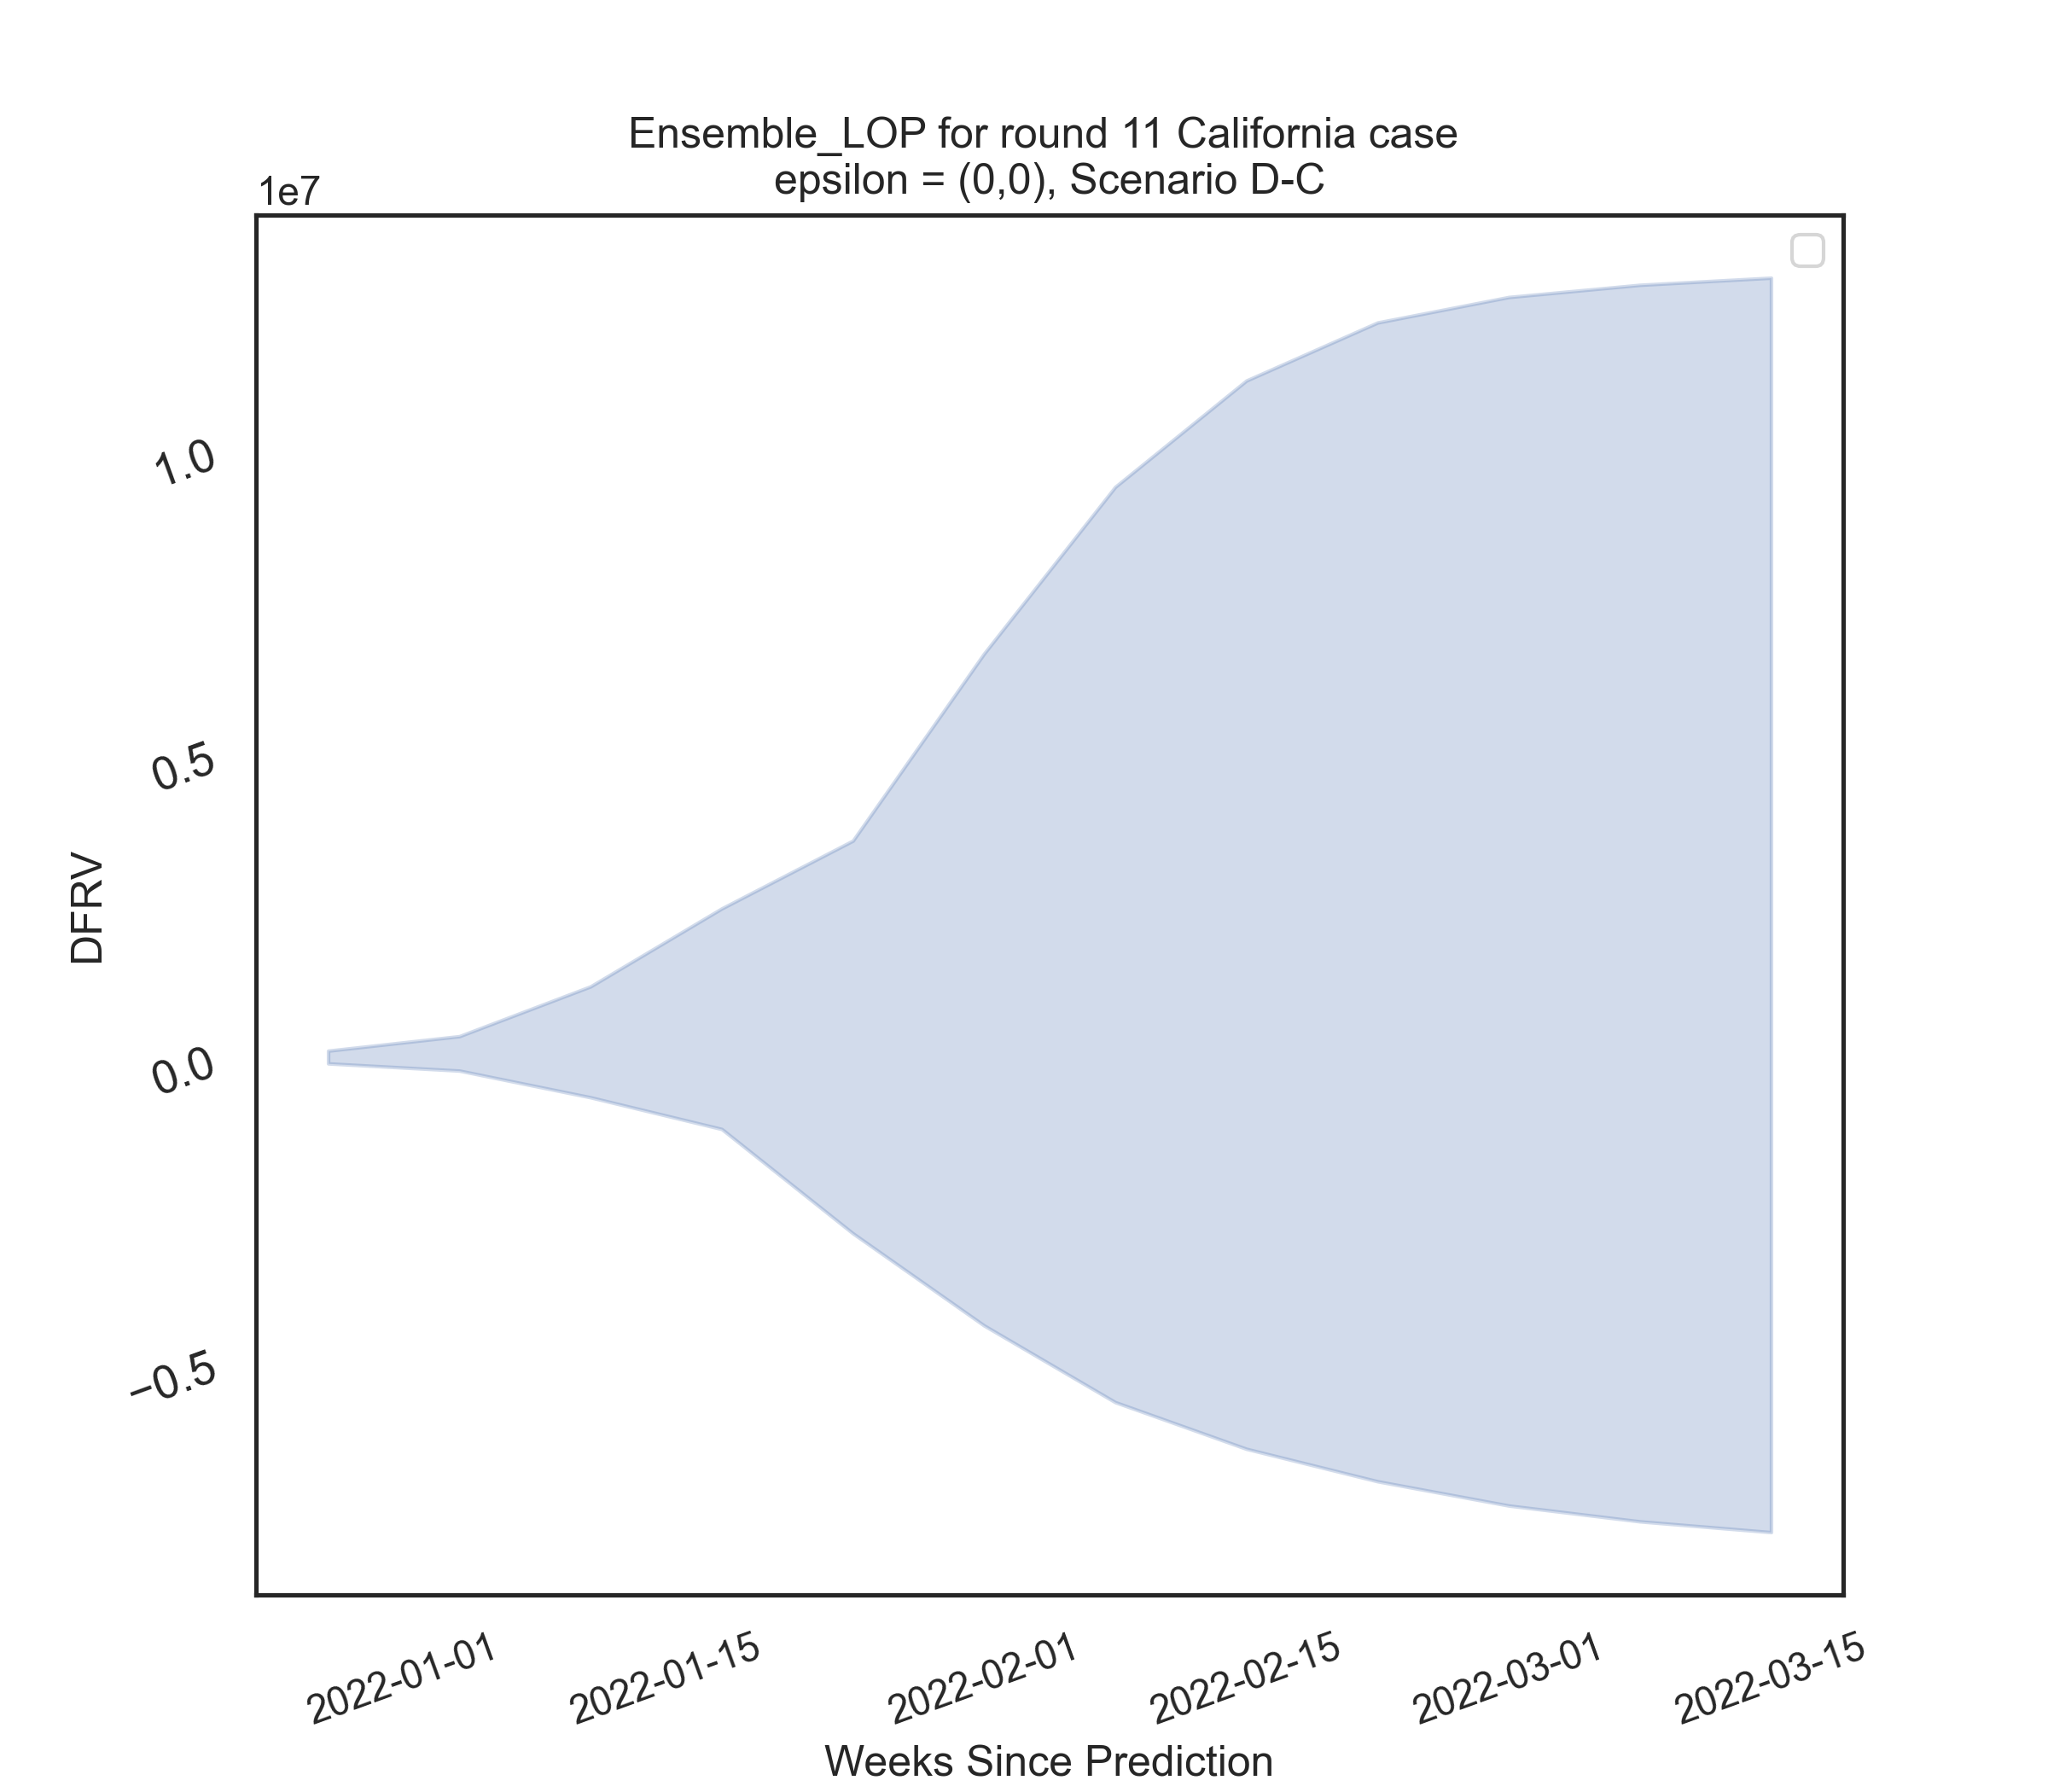 Ensemble_LOP for round 11 California case
epsilon = (0,0), Scenario D-C
1e7
1.0
0.5
0.0
−0.5
DFRV
2022-01-01
2022-01-15
2022-02-01
2022-02-15
2022-03-01
2022-03-15
Weeks Since Prediction